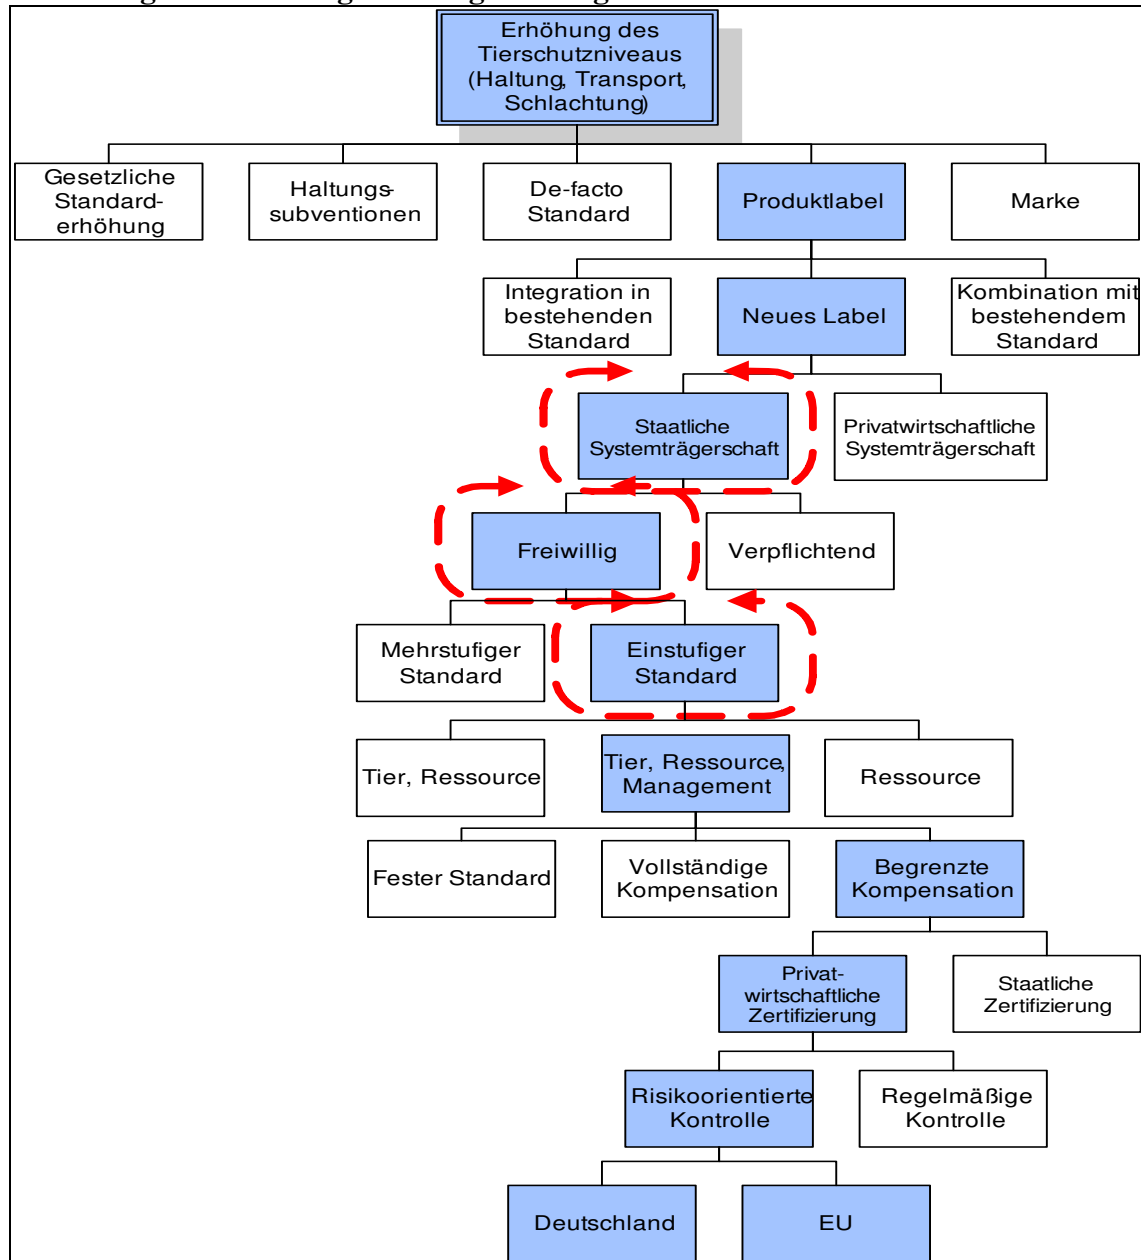 Erhöhung des
Tierschutzniveaus
(Haltung, Transport,
Schlachtung)
Gesetzliche
Standard-
erhöhung
Haltungs-
subventionen
De-facto
Standard
Produktlabel
Marke
Integration in
bestehenden
Standard
Neues Label
Kombination mit
bestehendem
Standard
Staatliche
Systemträgerschaft
Privatwirtschaftliche
Systemträgerschaft
Freiwillig
Verpflichtend
Mehrstufiger
Standard
Einstufiger
Standard
Tier, Ressource
Tier, Ressource,
Management
Ressource
Fester Standard
Vollständige
Kompensation
Begrenzte
Kompensation
Privat-
wirtschaftliche
Zertifizierung
Staatliche
Zertifizierung
Risikoorientierte
Kontrolle
Regelmäßige
Kontrolle
Deutschland
EU